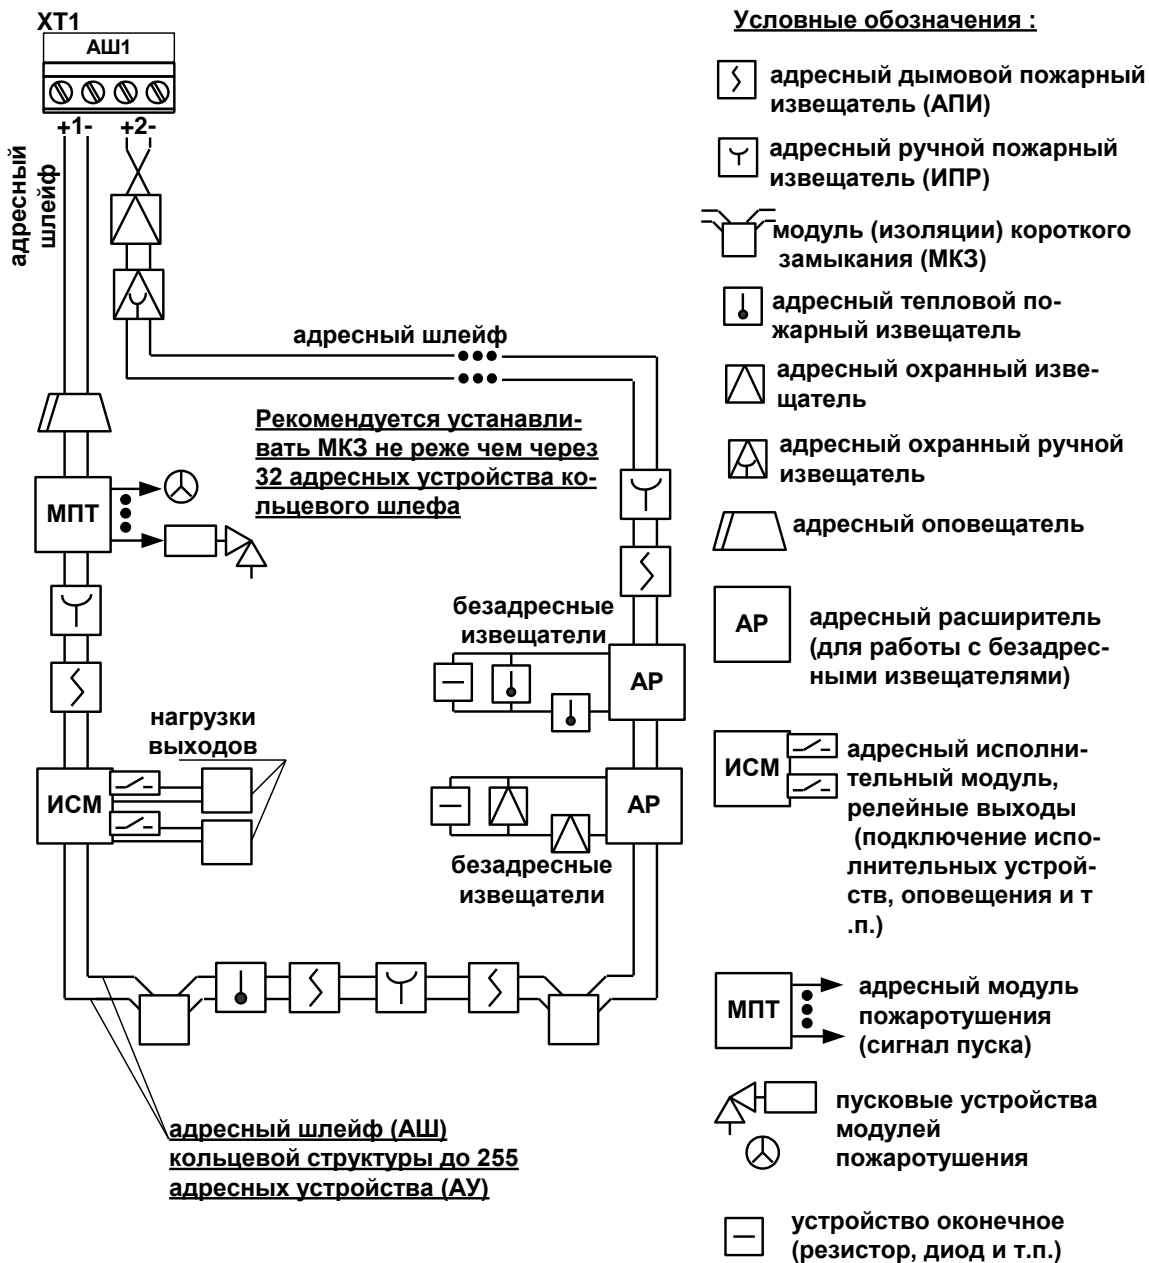 ХТ1
АШ1
+1-
+2-
адресный
шлейф
адресный шлейф
Рекомендуется устанавли-
вать МКЗ не реже чем через
32 адресных устройства ко-
льцевого шлефа
МПТ
безадресные
извещатели
АР
нагрузки
выходов
ИСМ
АР
безадресные
извещатели
адресный шлейф (АШ)
кольцевой структуры до 255
адресных устройства (АУ)
Условные обозначения :
адресный дымовой пожарный
извещатель (АПИ)
адресный ручной пожарный
извещатель (ИПР)
модуль (изоляции) короткого
замыкания (МКЗ)
адресный тепловой по-
жарный извещатель
адресный охранный изве-
щатель
адресный охранный ручной
извещатель
адресный оповещатель
АР
адресный расширитель
(для работы с безадрес-
ными извещателями)
ИСМ
адресный исполни-
тельный модуль,
релейные выходы
(подключение испо-
лнительных устрой-
ств, оповещения и т
.п.)
МПТ
адресный модуль
пожаротушения
(сигнал пуска)
пусковые устройства
модулей
пожаротушения
устройство оконечное
(резистор, диод и т.п.)